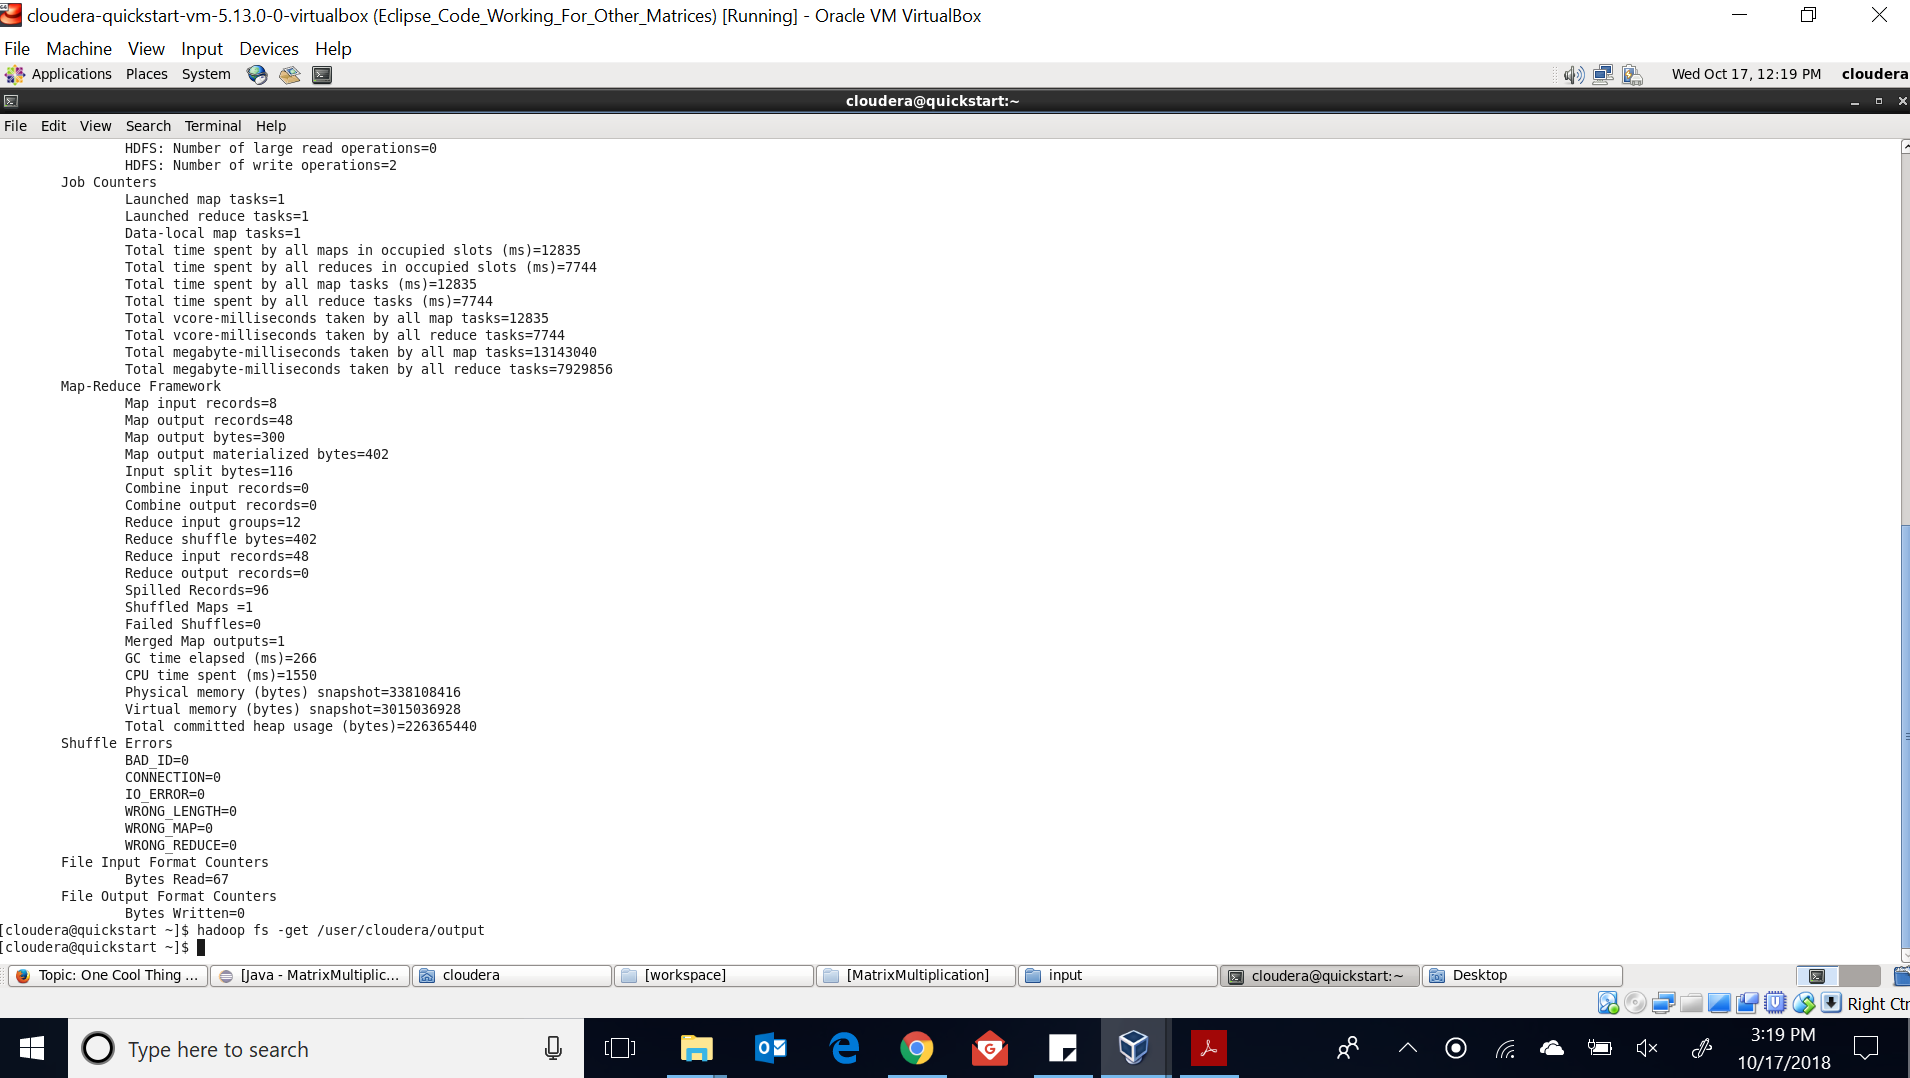 cloudera-quickstart-vm-5.13.0-0-virtualbox (Eclipse_Code_Working_For_Other_Matrices) [Running] - Oracle VM VirtualBox
File Machine View Input Devices Help
Applications Places System Wed Oct 17, 12:19 PM cloudera
cloudera@quickstart:~
File Edit View Search Terminal Help
HDFS: Number of large read operations=0
HDFS: Number of write operations=2
Job Counters
Launched map tasks=1
Launched reduce tasks=1
Data-local map tasks=1
Total time spent by all maps in occupied slots (ms)=12835
Total time spent by all reduces in occupied slots (ms)=7744
Total time spent by all map tasks (ms)=12835
Total time spent by all reduce tasks (ms)=7744
Total vcore-milliseconds taken by all map tasks=12835
Total vcore-milliseconds taken by all reduce tasks=7744
Total megabyte-milliseconds taken by all map tasks=13143040
Total megabyte-milliseconds taken by all reduce tasks=7929856
Map-Reduce Framework
Map input records=8
Map output records=48
Map output bytes=300
Map output materialized bytes=402
Input split bytes=116
Combine input records=0
Combine output records=0
Reduce input groups=12
Reduce shuffle bytes=402
Reduce input records=48
Reduce output records=0
Spilled Records=96
Shuffled Maps =1
Failed Shuffles=0
Merged Map outputs=1
GC time elapsed (ms)=266
CPU time spent (ms)=1550
Physical memory (bytes) snapshot=338108416
Virtual memory (bytes) snapshot=3015036928
Total committed heap usage (bytes)=226365440
Shuffle Errors
BAD_ID=0
CONNECTION=0
IO_ERROR=0
WRONG_LENGTH=0
WRONG_MAP=0
WRONG_REDUCE=0
File Input Format Counters
Bytes Read=67
File Output Format Counters
Bytes Written=0
[cloudera@quickstart ~]$ hadoop fs -get /user/cloudera/output
[cloudera@quickstart ~]$
Topic: One Cool Thing ... [Java - MatrixMultiplic... cloudera [workspace] [MatrixMultiplication] input cloudera@quickstart:~ Desktop
Right Ctr
Type here to search
3:19 PM
10/17/2018